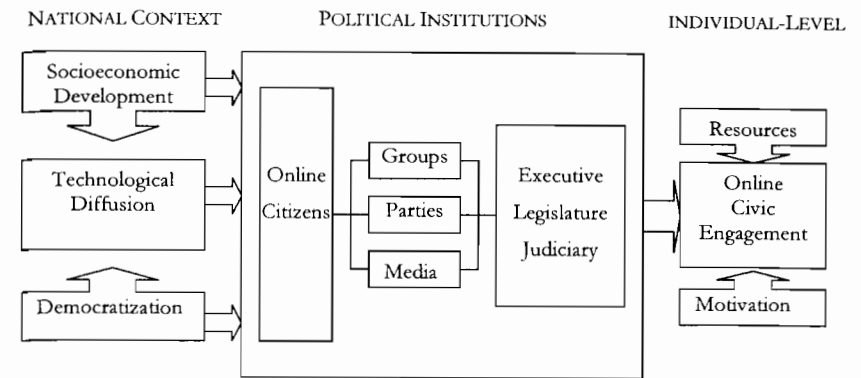 NATIONAL CONTEXT
POLITICAL INSTITUTIONS
INDIVIDUAL-LEVEL
Socioeconomic
Development
Technological
Diffusion
Democratization
Online
Citizens
Groups
Parties
Media
Executive
Legislature
Judiciary
Resources
Online
Civic
Engagement
Motivation